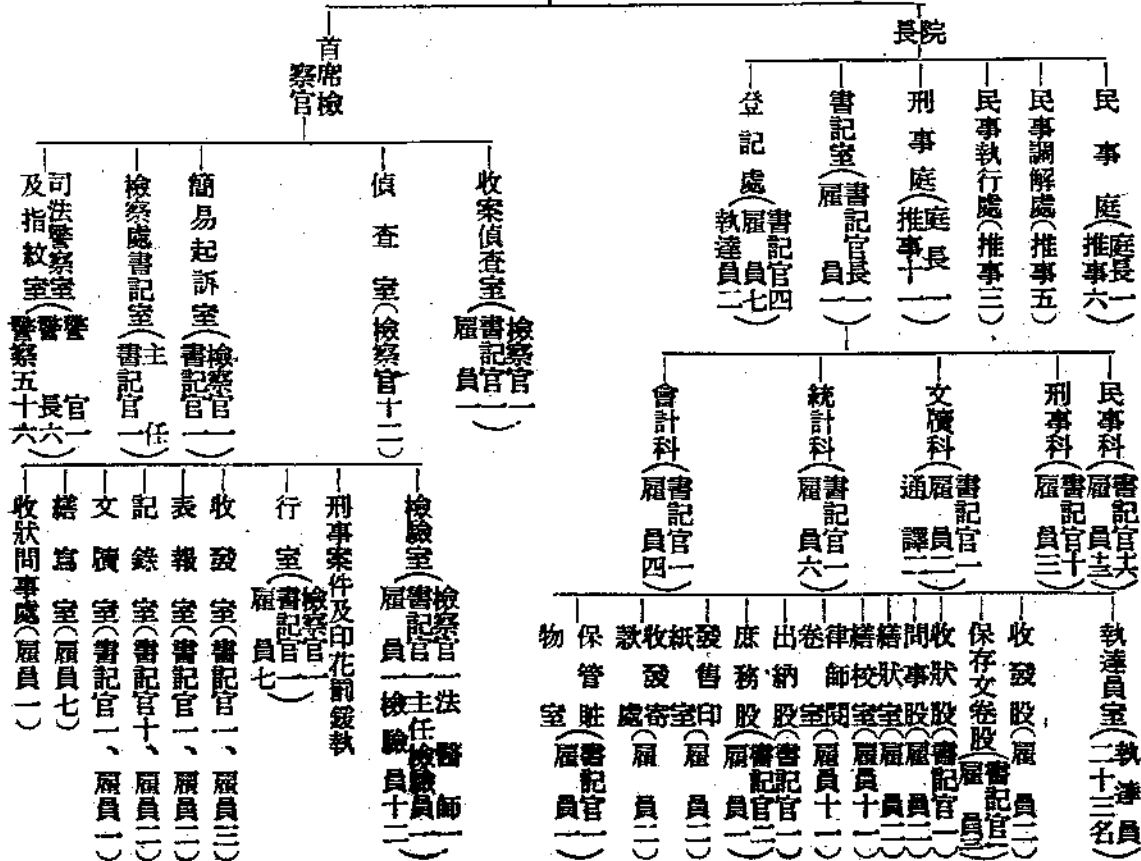 院長
民事庭(庭長一 推事六)
民事調解處(推事五)
民事執行處(推事三)
刑事庭(庭長一 推事十一)
書記室(書記官長一 雇員一)
登記處(書記官四 雇員七 執達員二)
民事科(書記官六 雇員)
刑事科(書記官十 雇員三)
文牘科(書記官一 雇員二 通譯二)
統計科(書記官一 雇員六)
會計科(書記官一 雇員四)
執達員室(執達員二十三名)
收發股(雇員二)
保存文卷股(書記官 雇員)
收狀股(書記官一)
問事股(雇員二)
繕狀室(雇員二)
繕校室(雇員十一)
律師閱卷室(雇員十一)
出納股(書記官一)
庶務股(書記官二 雇員一)
發售印紙室(雇員二)
收發寄款處(雇員二)
保管贓物室(書記官一 雇員一)
首席檢察官
收案偵查室(檢察官一 書記官一 雇員一)
偵查室(檢察官十二)
簡易起訴室(檢察官一 書記官一)
檢察處書記室(主任書記官一)
司法警察室及指紋室(警官一 警長六 警察五十六)
檢驗室(檢察官一 法醫師一 書記官一 主任檢驗員一 雇員一 檢驗員十二)
刑事案件及印花罰鍰執行室(檢察官一 書記官一 雇員七)
收發室(書記官一、雇員三)
表報室(書記官一、雇員二)
記錄室(書記官十、雇員二)
文牘室(書記官一、雇員一)
繕寫室(雇員七)
收狀問事處(雇員一)